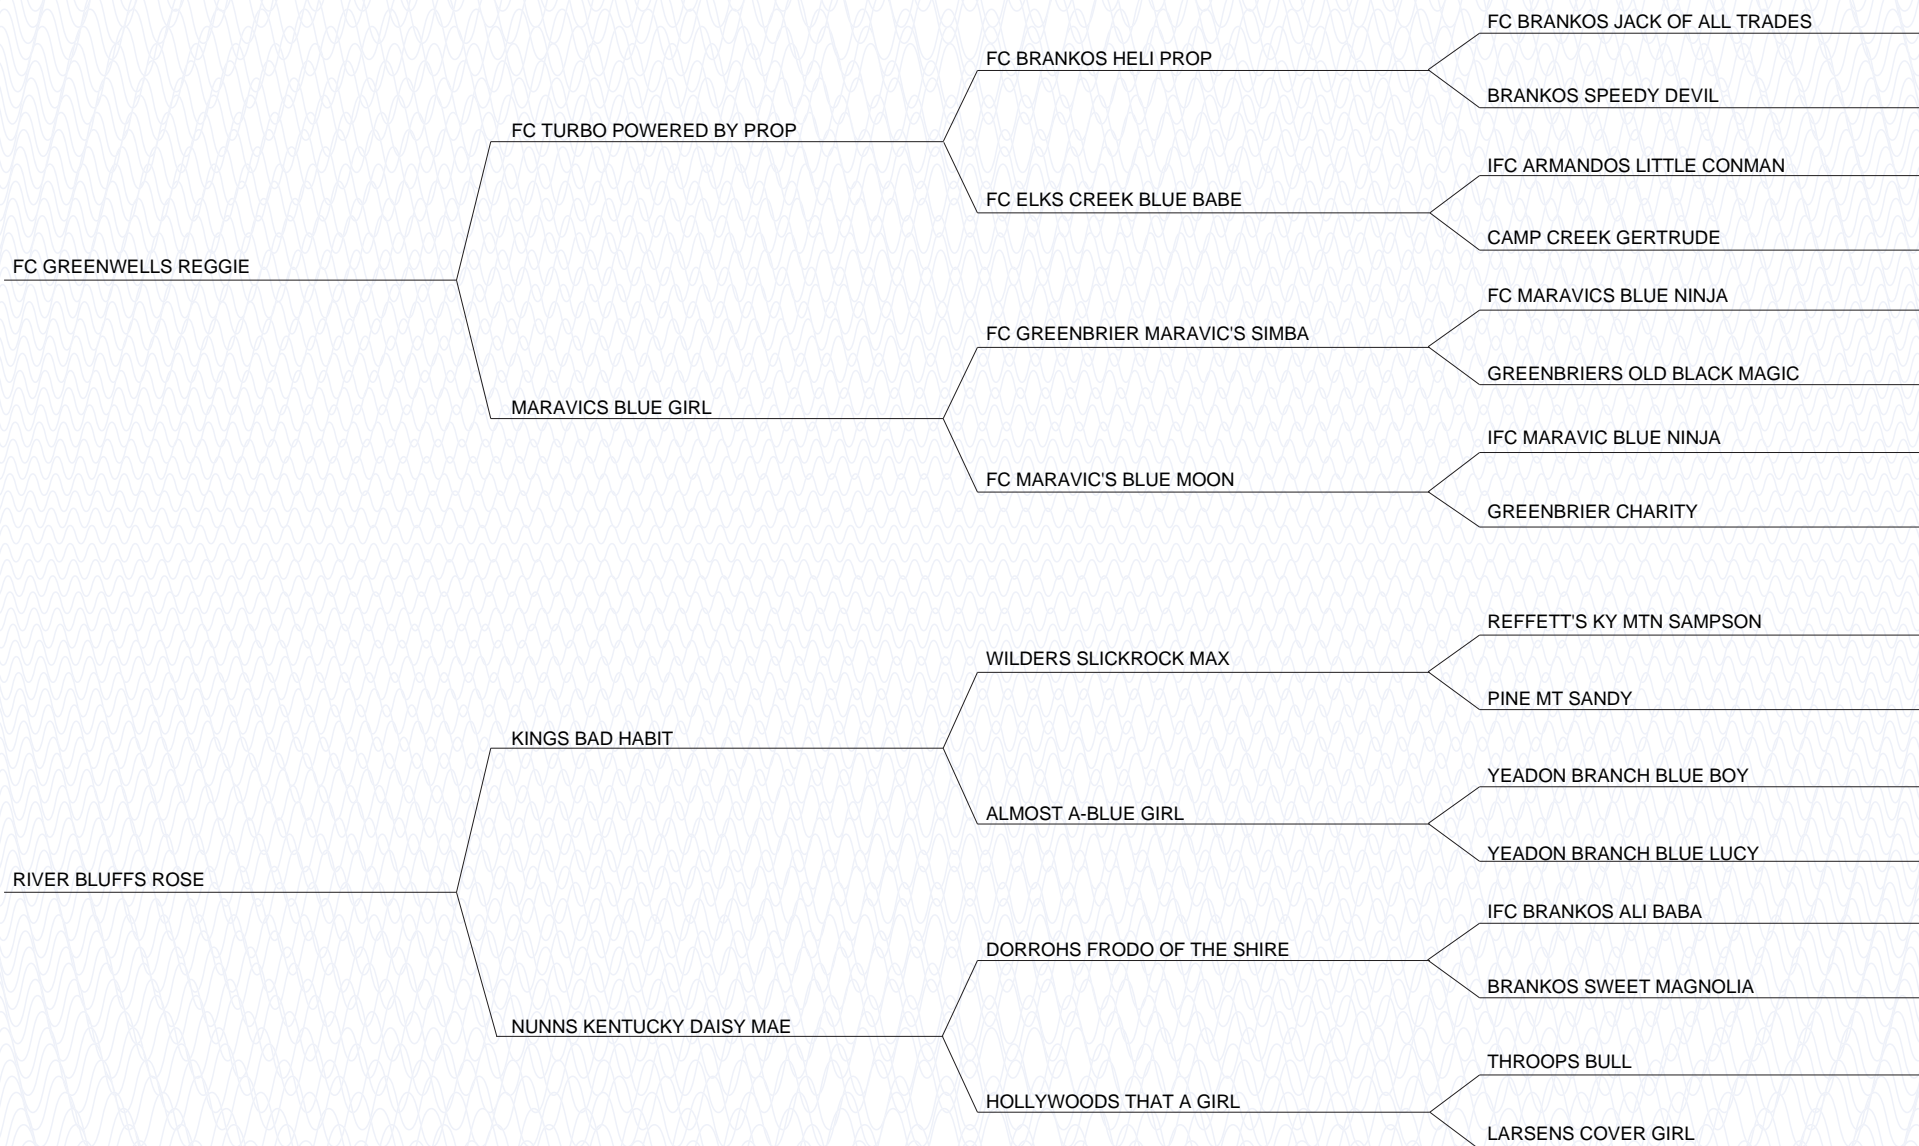 FC BRANKOS JACK OF ALL TRADES
FC BRANKOS HELI PROP
BRANKOS SPEEDY DEVIL
FC TURBO POWERED BY PROP
IFC ARMANDOS LITTLE CONMAN
FC ELKS CREEK BLUE BABE
CAMP CREEK GERTRUDE
FC GREENWELLS REGGIE
FC MARAVICS BLUE NINJA
FC GREENBRIER MARAVIC'S SIMBA
GREENBRIERS OLD BLACK MAGIC
MARAVICS BLUE GIRL
IFC MARAVIC BLUE NINJA
FC MARAVIC'S BLUE MOON
GREENBRIER CHARITY
REFFETT'S KY MTN SAMPSON
WILDERS SLICKROCK MAX
PINE MT SANDY
KINGS BAD HABIT
YEADON BRANCH BLUE BOY
ALMOST A-BLUE GIRL
YEADON BRANCH BLUE LUCY
RIVER BLUFFS ROSE
IFC BRANKOS ALI BABA
DORROHS FRODO OF THE SHIRE
BRANKOS SWEET MAGNOLIA
NUNNS KENTUCKY DAISY MAE
THROOPS BULL
HOLLYWOODS THAT A GIRL
LARSENS COVER GIRL